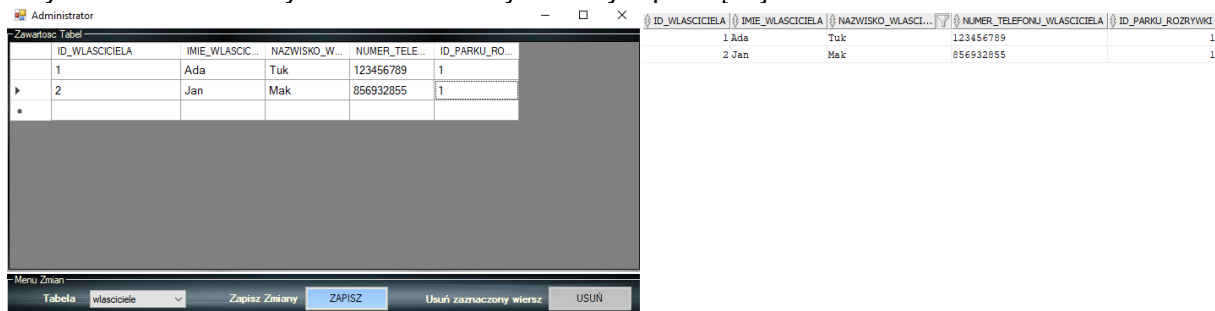 Administrator
Zawartosc Tabel
ID_WLASCICIELA IMIE_WLASCIC... NAZWISKO_W... NUMER_TELE... ID_PARKU_RO...
1 Ada Tuk 123456789 1
2 Jan Mak 856932855 1
Menu Zmian
Tabela wlasciciele Zapisz Zmiany ZAPISZ Usuń zaznaczony wiersz USUŃ
ID_WLASCICIELA IMIE_WLASCICIELA NAZWISKO_WLASCI... NUMER_TELEFONU_WLASCICIELA ID_PARKU_ROZRYWKI
1 Ada Tuk 123456789 1
2 Jan Mak 856932855 1